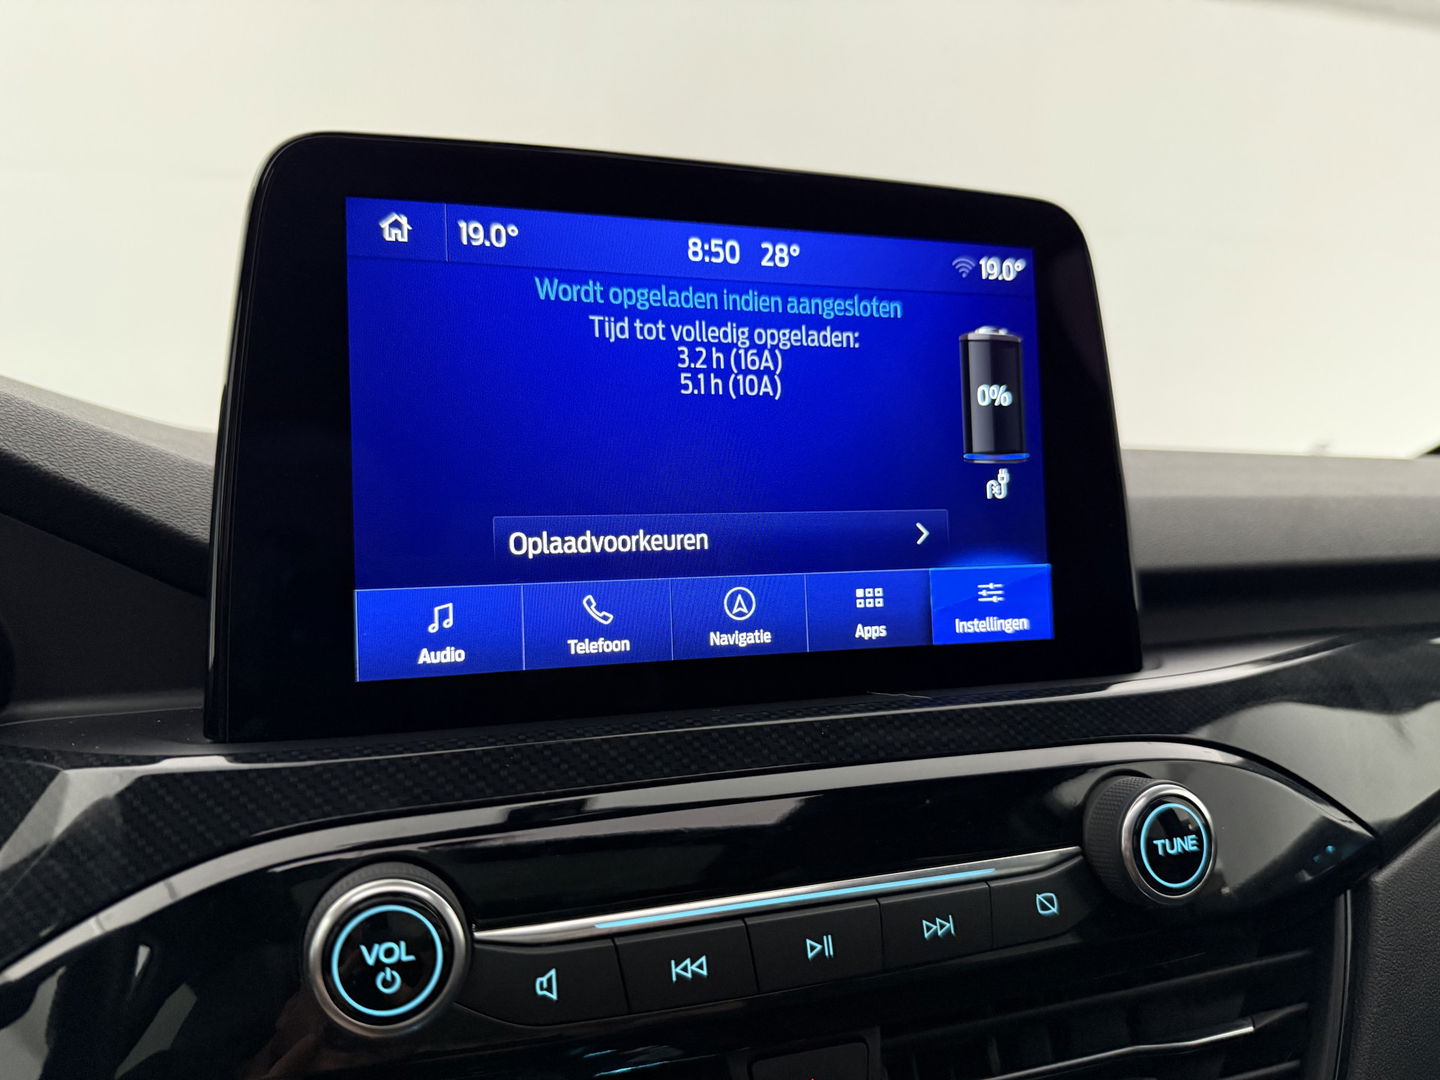 19.0°
8:50 28°
19.0°
Wordt opgeladen indien aangesloten
Tijd tot volledig opgeladen:
3.2 h (16A)
5.1 h (10A)
0%
Oplaadvoorkeuren
Audio
Telefoon
Navigatie
Apps
Instellingen
TUNE
VOL